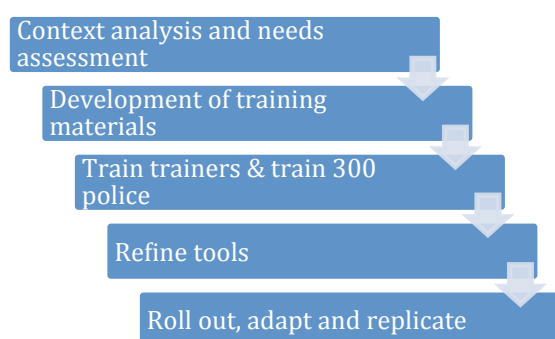 Context analysis and needs
assessment
Development of training
materials
Train trainers & train 300
police
Refine tools
Roll out, adapt and replicate